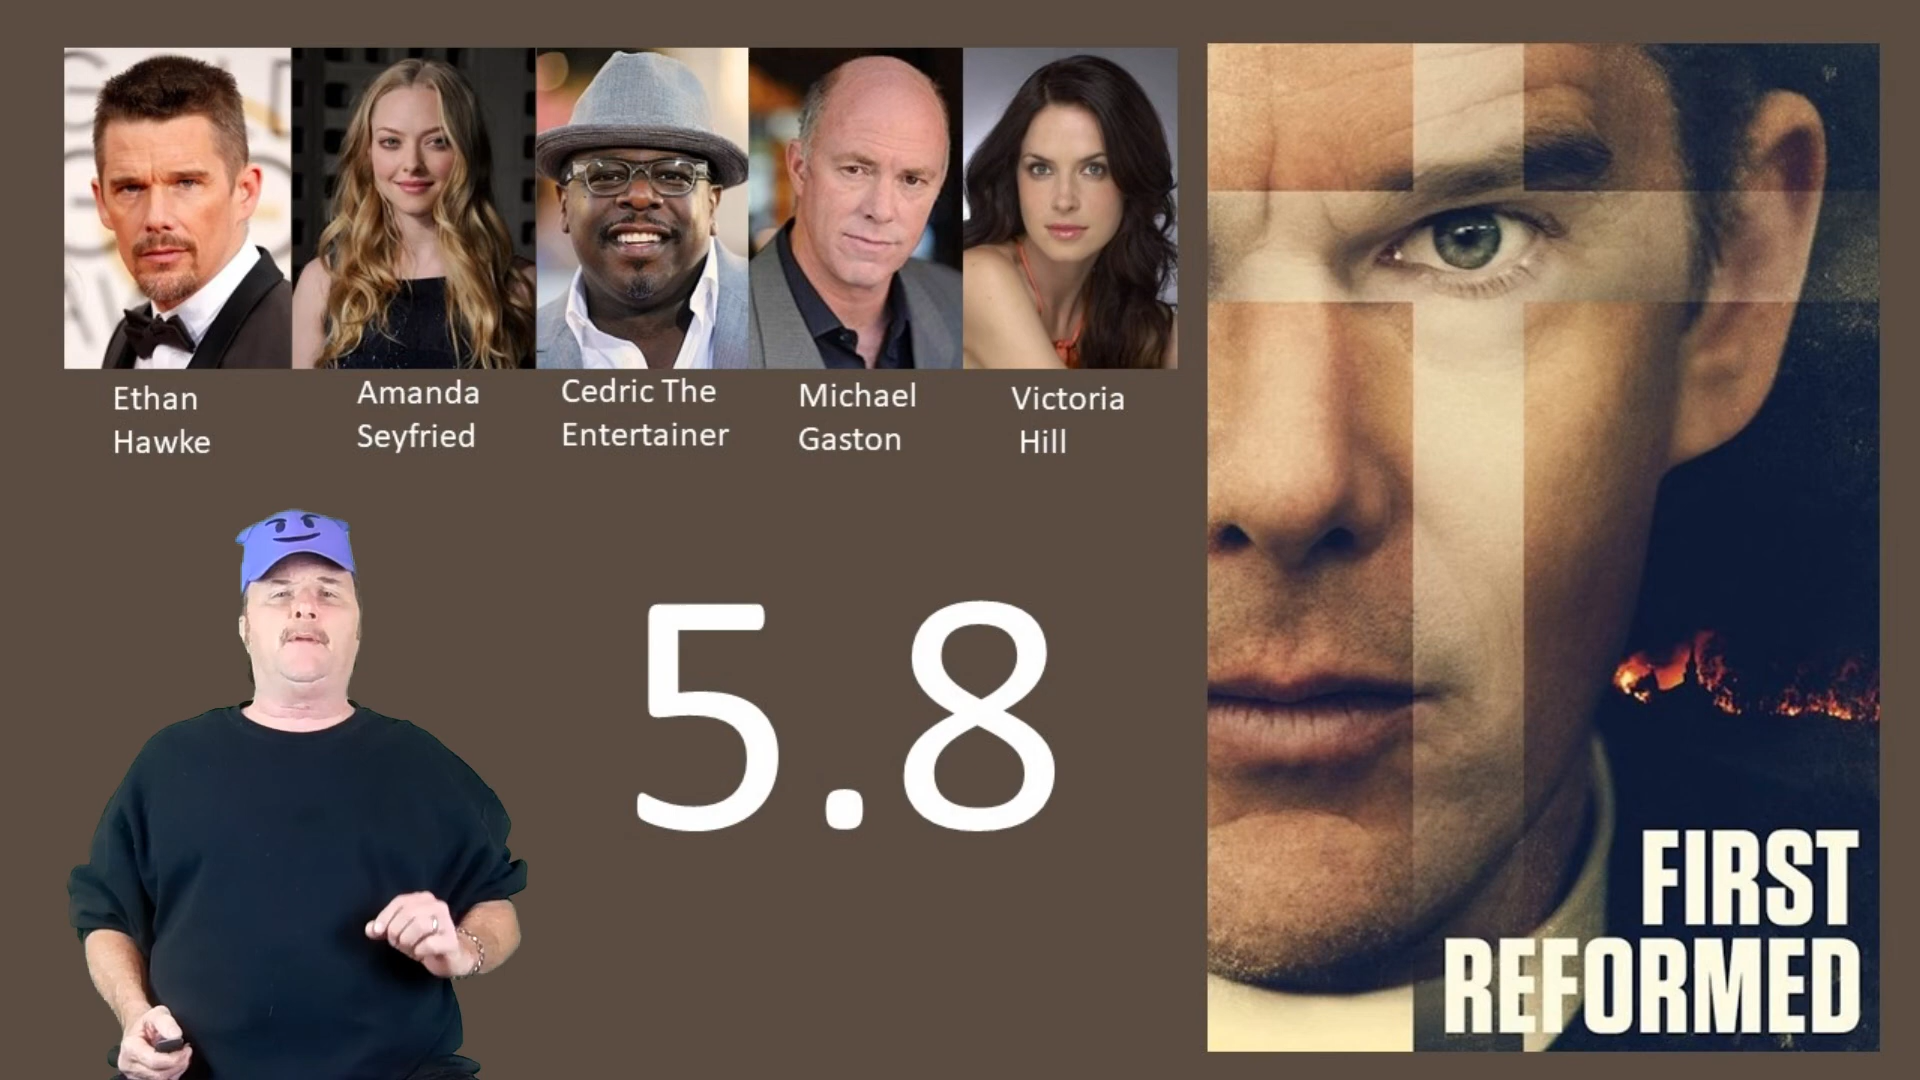 Ethan
Hawke
Amanda
Seyfried
Cedric The
Entertainer
Michael
Gaston
Victoria
Hill
5.8
FIRST
REFORMED